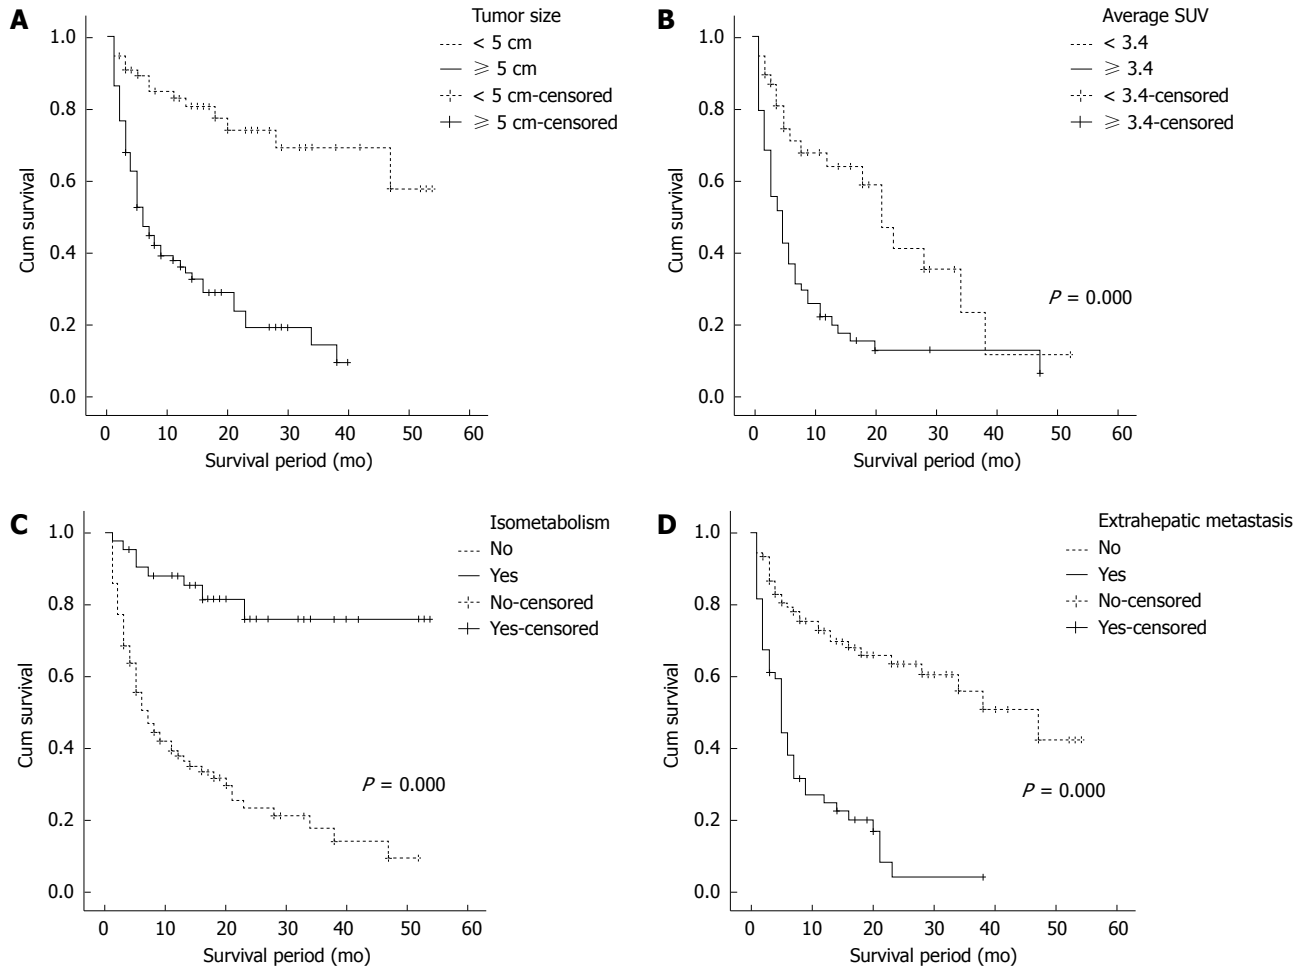 A
Tumor size
< 5 cm
⩾ 5 cm
< 5 cm-censored
⩾ 5 cm-censored
Cum survival
1.0
0.8
0.6
0.4
0.2
0.0
0 10 20 30 40 50 60
Survival period (mo)
B
Average SUV
< 3.4
⩾ 3.4
< 3.4-censored
⩾ 3.4-censored
Cum survival
1.0
0.8
0.6
0.4
0.2
0.0
P = 0.000
0 10 20 30 40 50 60
Survival period (mo)
C
Isometabolism
No
Yes
No-censored
Yes-censored
Cum survival
1.0
0.8
0.6
0.4
0.2
0.0
P = 0.000
0 10 20 30 40 50 60
Survival period (mo)
D
Extrahepatic metastasis
No
Yes
No-censored
Yes-censored
Cum survival
1.0
0.8
0.6
0.4
0.2
0.0
P = 0.000
0 10 20 30 40 50 60
Survival period (mo)